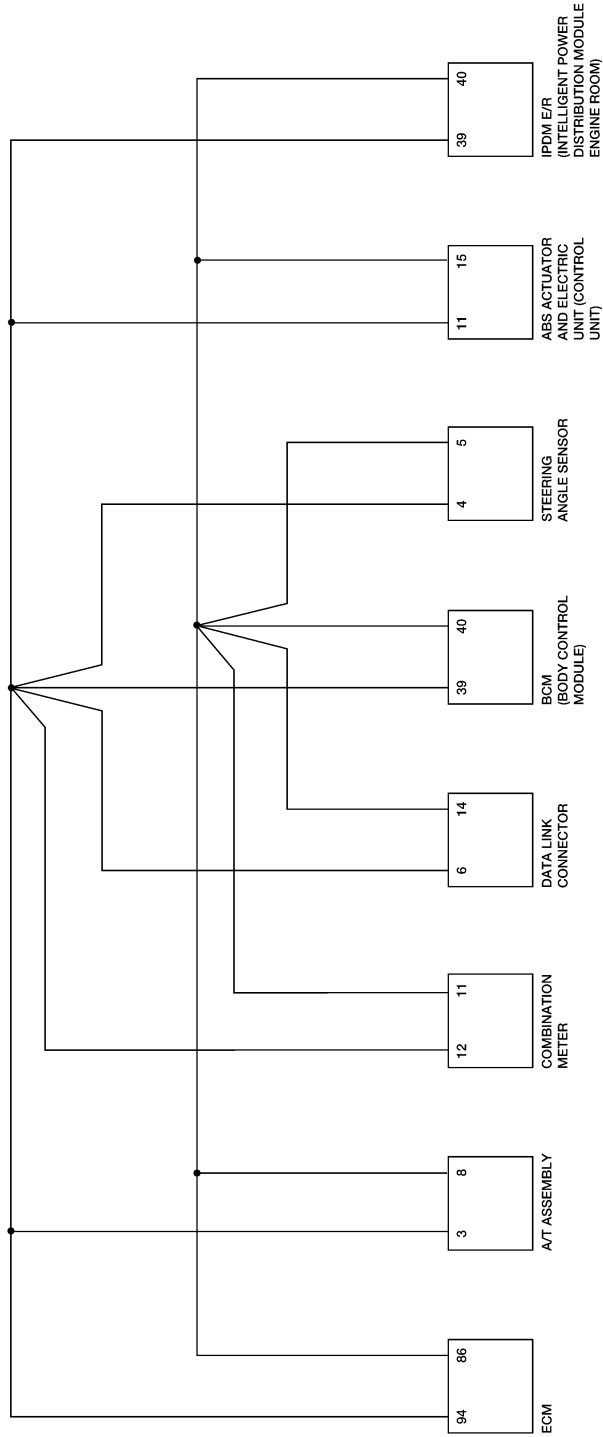 94 86
ECM
3 8
A/T ASSEMBLY
12 11
COMBINATION
METER
6 14
DATA LINK
CONNECTOR
39 40
BCM
(BODY CONTROL
MODULE)
4 5
STEERING
ANGLE SENSOR
11 15
ABS ACTUATOR
AND ELECTRIC
UNIT (CONTROL
UNIT)
39 40
IPDM E/R
(INTELLIGENT POWER
DISTRIBUTION MODULE
ENGINE ROOM)